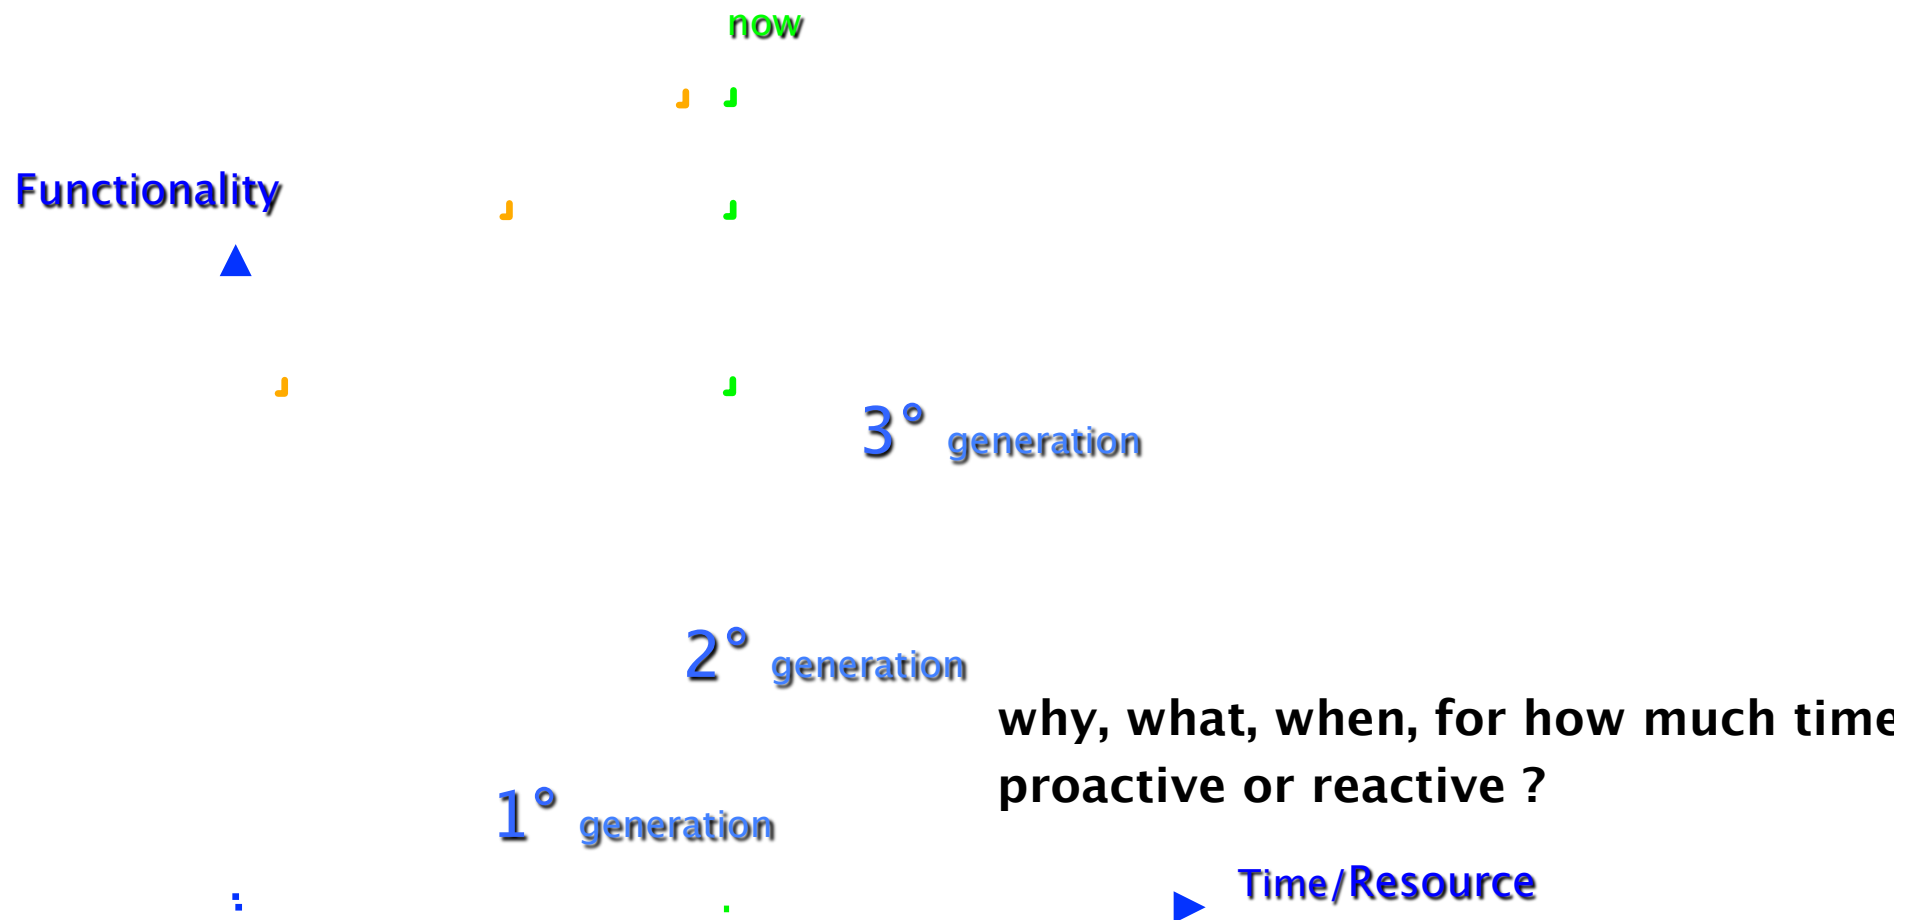 now
Functionality
3° generation
2° generation
why, what, when, for how much time
proactive or reactive ?
1° generation
Time/Resource